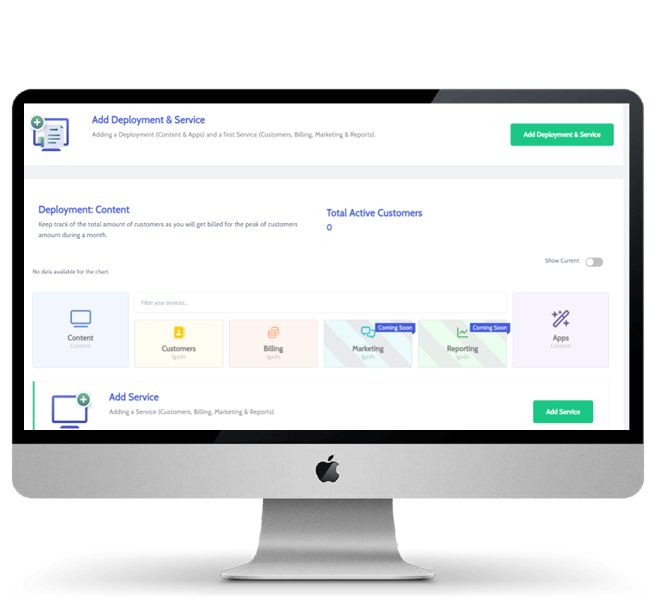 Add Deployment & Service
Adding a Deployment (Content & Apps) and a first Service (Customers, Billing, Marketing & Reports).
Add Deployment & Service
Deployment: Content
Keep track of the total amount of customers as you will get billed for the peak of customers
amount during a month.
Total Active Customers
0
Show Current
No data available for the chart
Content
Content
Filter your services...
Customers
Igolio
Billing
Igolio
Coming Soon
Marketing
Igolio
Coming Soon
Reporting
Igolio
Apps
Content
Add Service
Adding a Service (Customers, Billing, Marketing & Reports).
Add Service